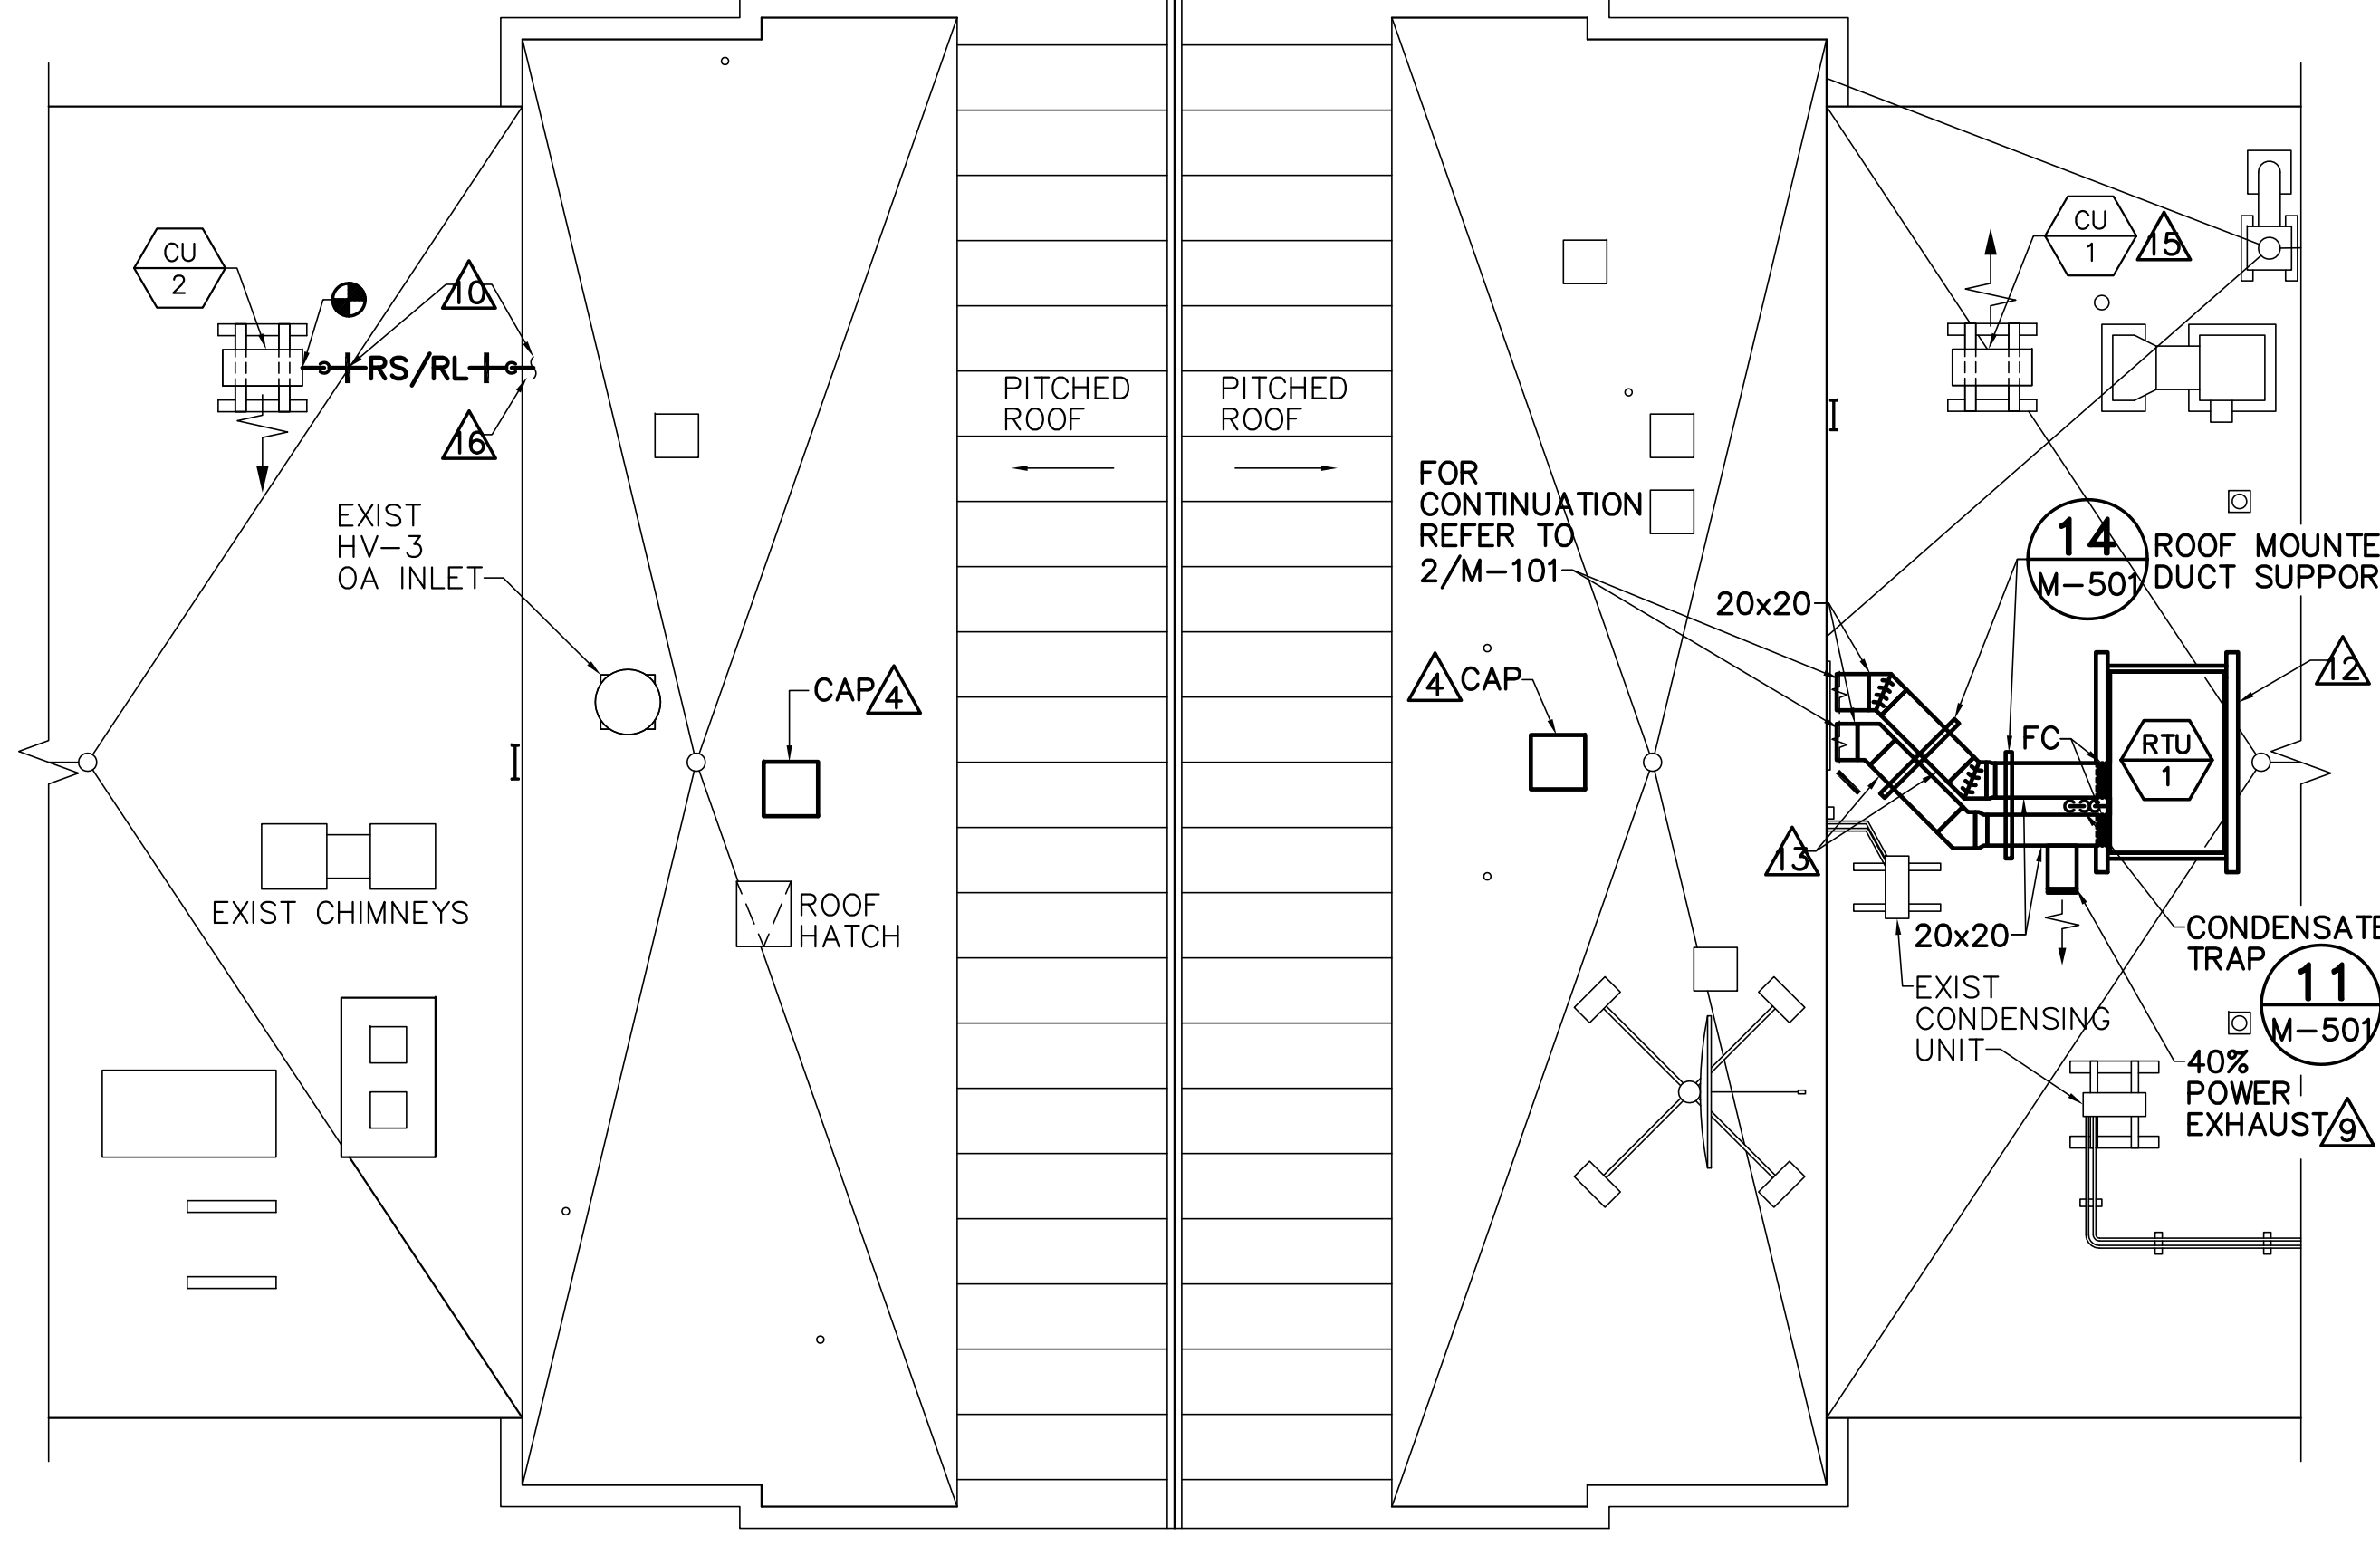 CU
2
10
RS/RL
16
EXIST
HV-3
OA INLET
CAP 4
EXIST CHIMNEYS
ROOF
HATCH
PITCHED
ROOF
PITCHED
ROOF
FOR
CONTINUATION
REFER TO
2/M-101
4 CAP
20x20
CU
1
15
14
M-501
ROOF MOUNTE
DUCT SUPPOR
12
FC
RTU
1
13
20x20
EXIST
CONDENSING
UNIT
CONDENSATE
TRAP
11
M-501
40%
POWER
EXHAUST 9